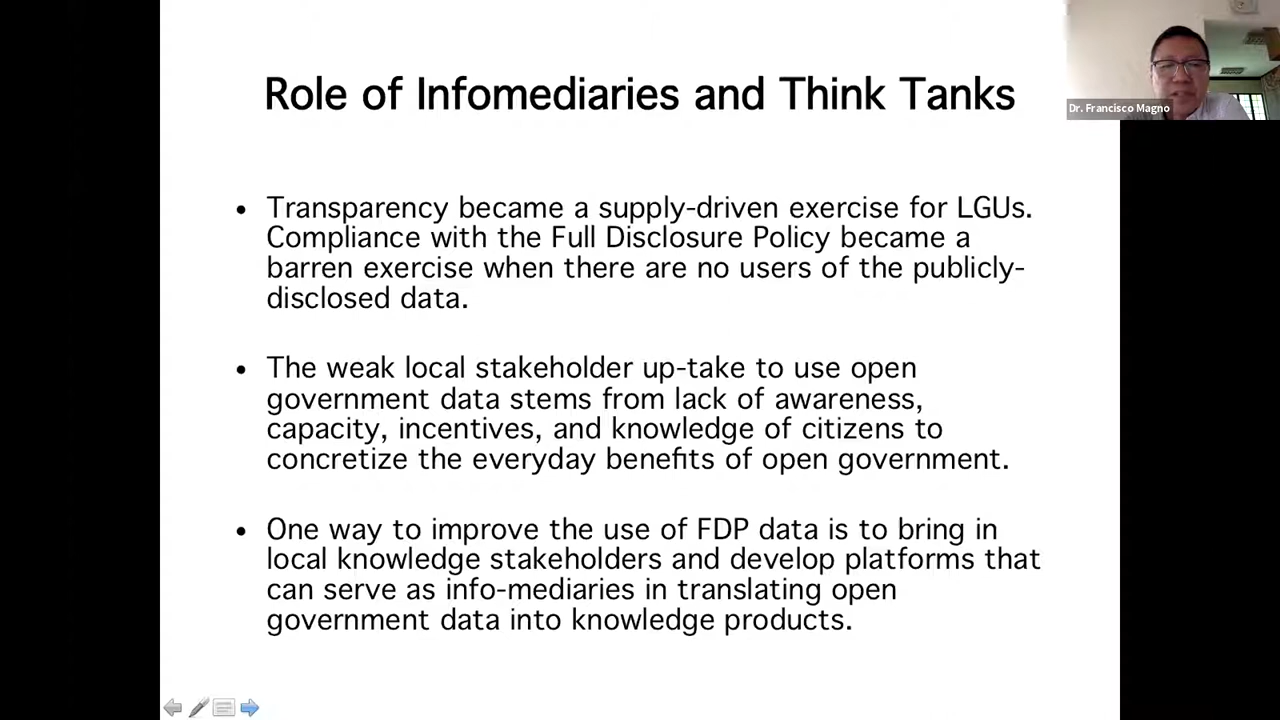 Role of Infomediaries and Think Tanks
Dr. Francisco Magno
• Transparency became a supply-driven exercise for LGUs.
Compliance with the Full Disclosure Policy became a
barren exercise when there are no users of the publicly-
disclosed data.
• The weak local stakeholder up-take to use open
government data stems from lack of awareness,
capacity, incentives, and knowledge of citizens to
concretize the everyday benefits of open government.
• One way to improve the use of FDP data is to bring in
local knowledge stakeholders and develop platforms that
can serve as info-mediaries in translating open
government data into knowledge products.